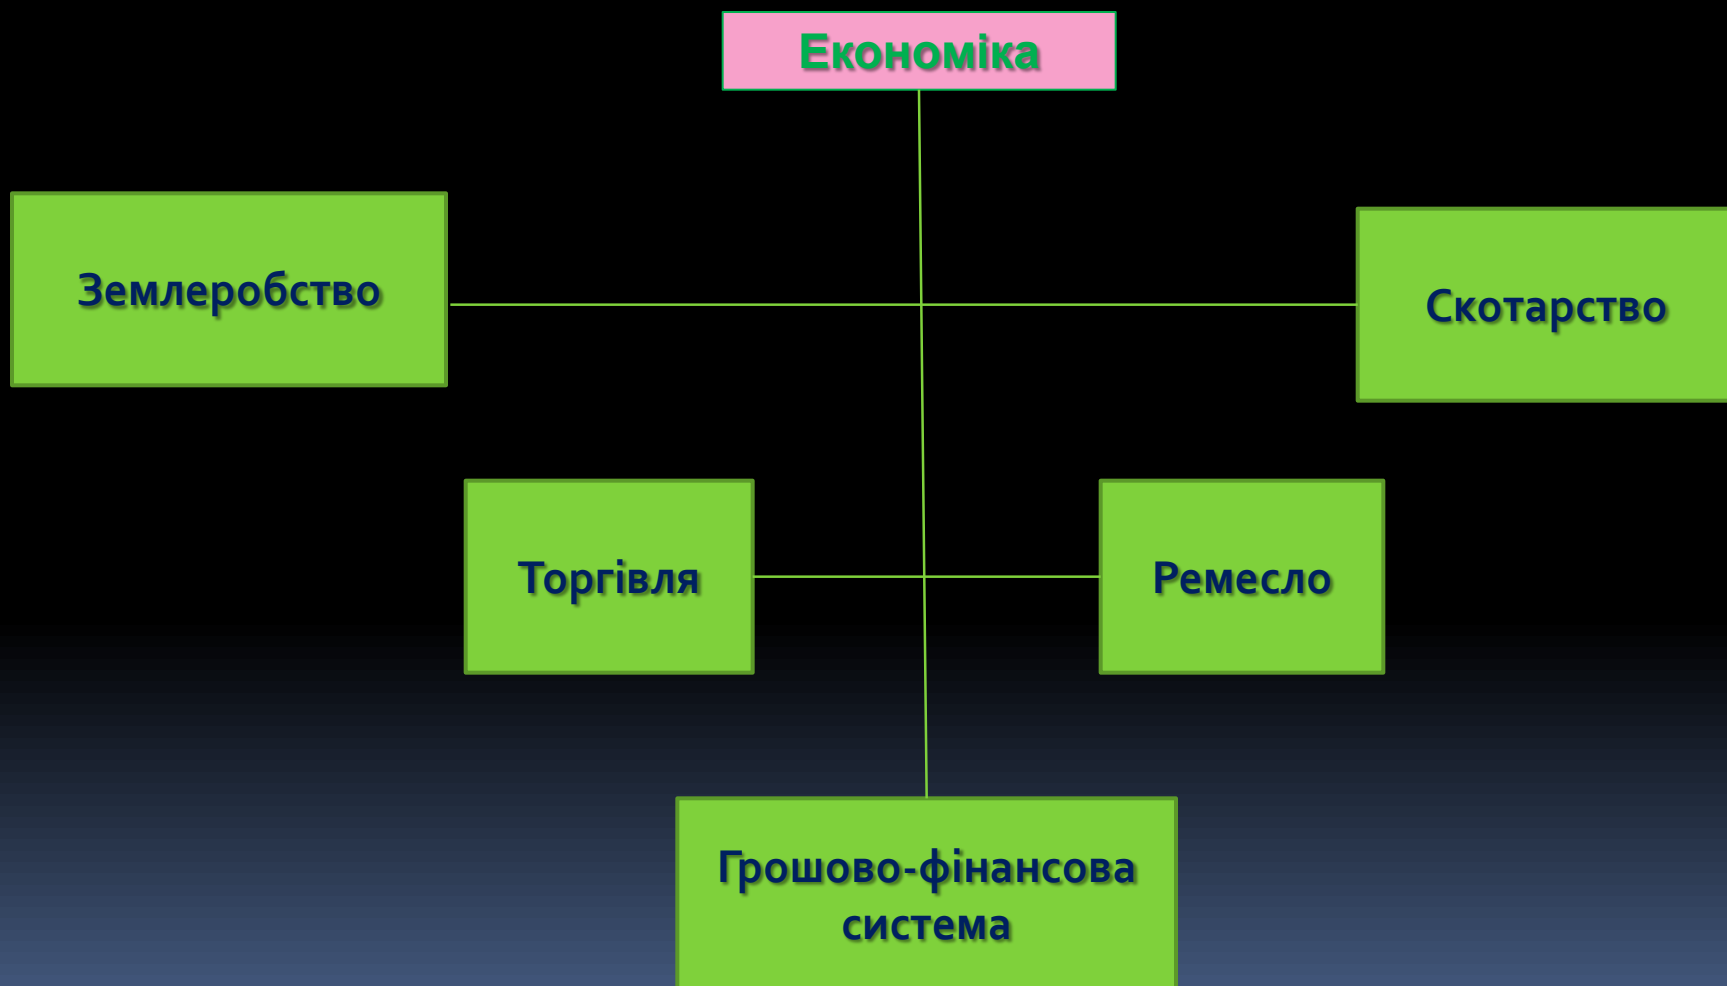 Економіка
Землеробство
Скотарство
Торгівля
Ремесло
Грошово-фінансова
система